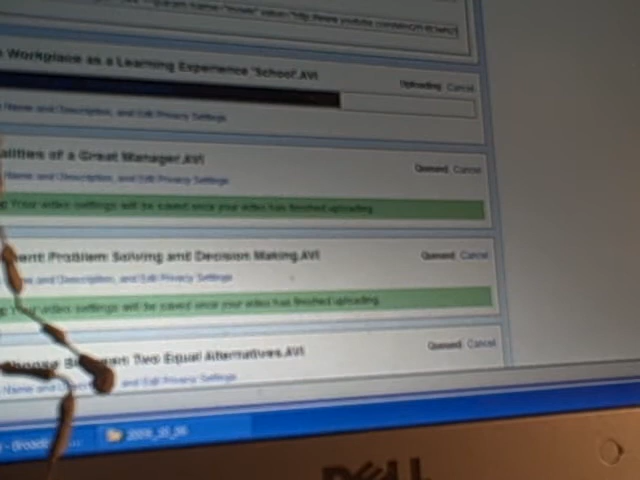 Workplace as a Learning Experience 'School'.AVI
Uploading Cancel
Name and Description, and Edit Privacy Settings
alities of a Great Manager.AVI
Queued Cancel
Name and Description, and Edit Privacy Settings
Your video settings will be saved once your video has finished uploading.
ent Problem Solving and Decision Making.AVI
Queued Cancel
and Description, and Edit Privacy Settings
Your video settings will be saved once your video has finished uploading.
Choose Between Two Equal Alternatives.AVI
Queued Cancel
Name and and Edit Privacy Settings
DELL